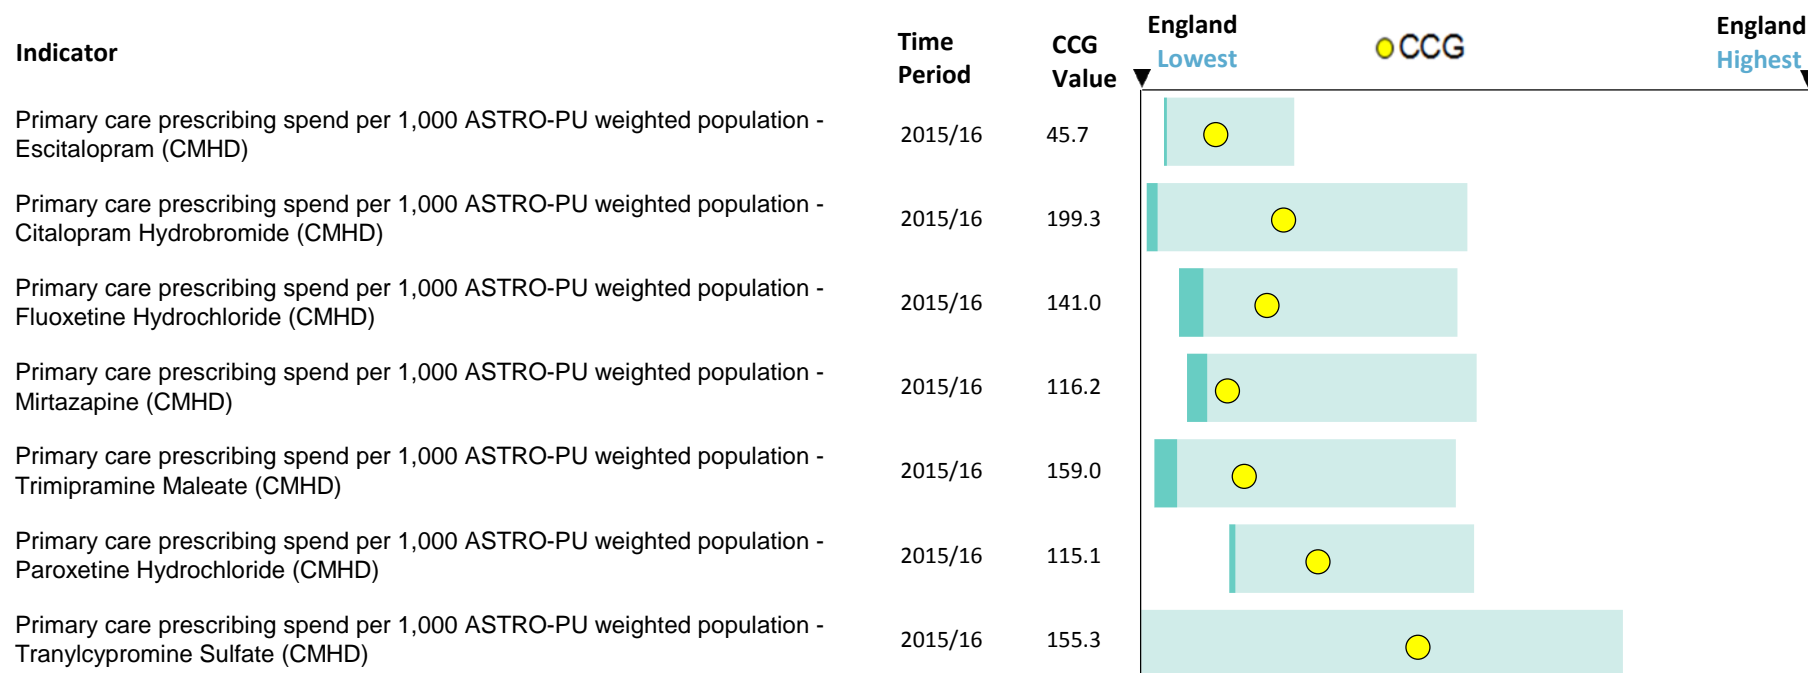 Indicator
Time
Period
CCG
Value
England
Lowest
CCG
England
Highest
Primary care prescribing spend per 1,000 ASTRO-PU weighted population -
Escitalopram (CMHD)
2015/16
45.7
Primary care prescribing spend per 1,000 ASTRO-PU weighted population -
Citalopram Hydrobromide (CMHD)
2015/16
199.3
Primary care prescribing spend per 1,000 ASTRO-PU weighted population -
Fluoxetine Hydrochloride (CMHD)
2015/16
141.0
Primary care prescribing spend per 1,000 ASTRO-PU weighted population -
Mirtazapine (CMHD)
2015/16
116.2
Primary care prescribing spend per 1,000 ASTRO-PU weighted population -
Trimipramine Maleate (CMHD)
2015/16
159.0
Primary care prescribing spend per 1,000 ASTRO-PU weighted population -
Paroxetine Hydrochloride (CMHD)
2015/16
115.1
Primary care prescribing spend per 1,000 ASTRO-PU weighted population -
Tranylcypromine Sulfate (CMHD)
2015/16
155.3